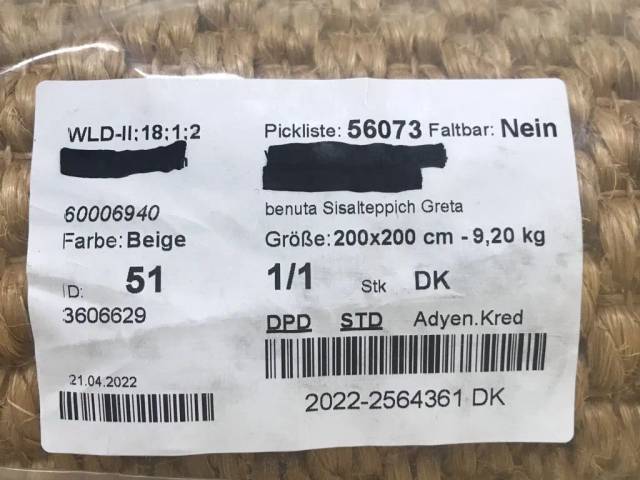 WLD-II:18:1:2
Pickliste: 56073 Faltbar: Nein
60006940
benuta Sisalteppich Greta
Farbe: Beige
Größe: 200x200 cm - 9,20 kg
ID: 51
1/1 Stk DK
3606629
DPD STD Adyen.Kred
21.04.2022
2022-2564361 DK